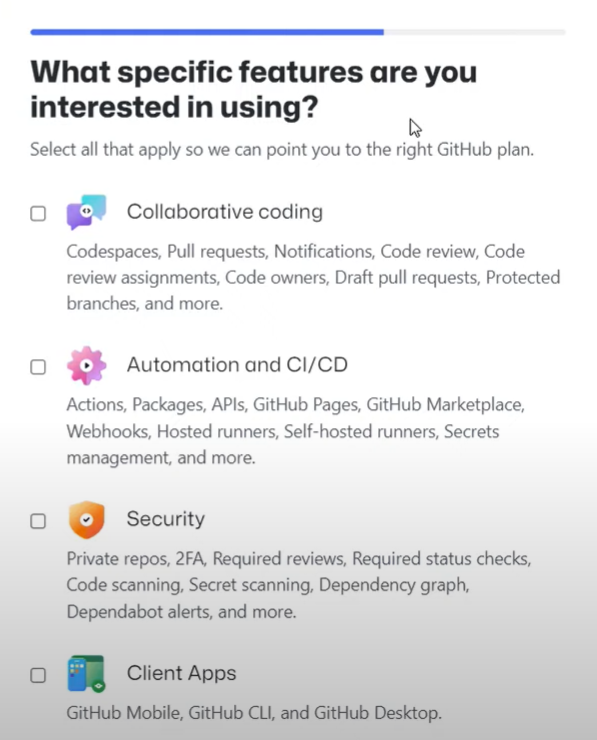 What specific features are you
interested in using?
Select all that apply so we can point you to the right GitHub plan.
Collaborative coding
Codespaces, Pull requests, Notifications, Code review, Code
review assignments, Code owners, Draft pull requests, Protected
branches, and more.
Automation and CI/CD
Actions, Packages, APIs, GitHub Pages, GitHub Marketplace,
Webhooks, Hosted runners, Self-hosted runners, Secrets
management, and more.
Security
Private repos, 2FA, Required reviews, Required status checks,
Code scanning, Secret scanning, Dependency graph,
Dependabot alerts, and more.
Client Apps
GitHub Mobile, GitHub CLI, and GitHub Desktop.